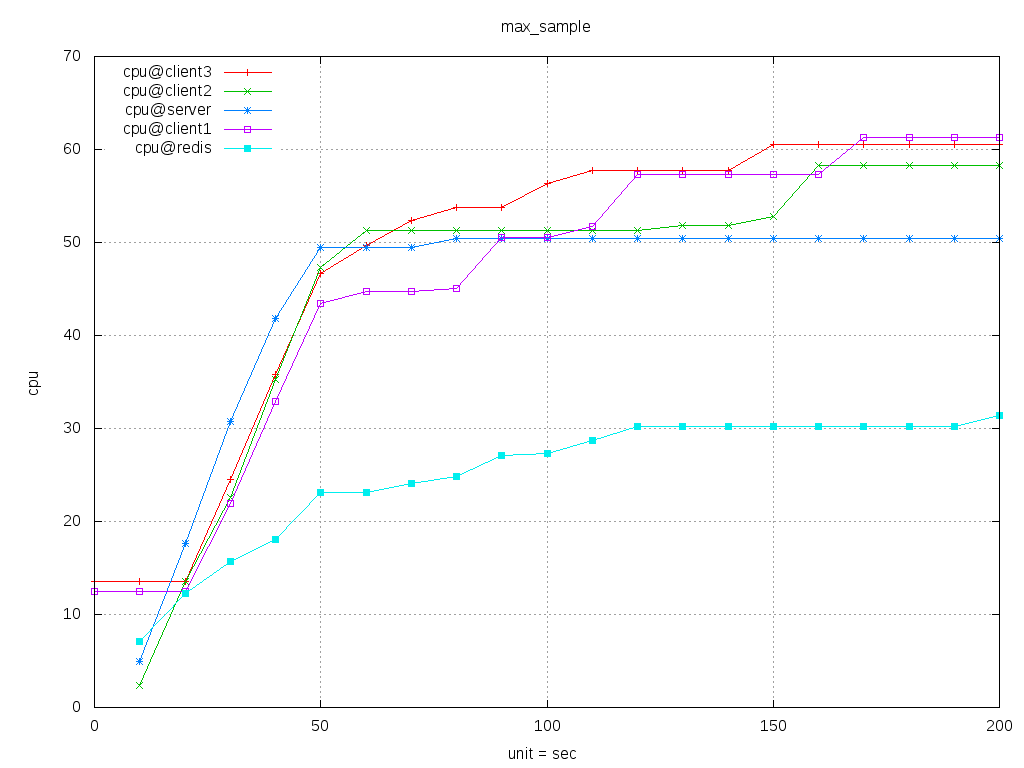 max_sample
70
60
50
40
30
20
10
0
cpu@client3
cpu@client2
cpu@server
cpu@client1
cpu@redis
cpu
0 50 100 150 200
unit = sec